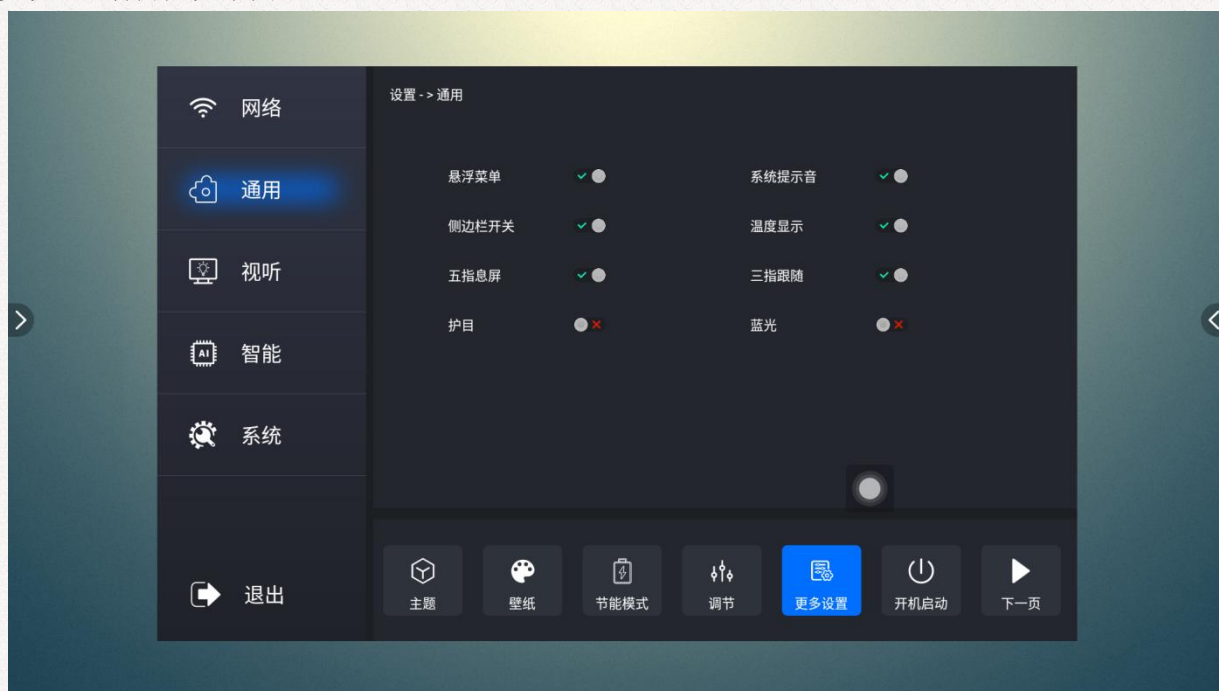 设置 -> 通用
网络
通用
视听
智能
系统
退出
悬浮菜单
系统提示音
侧边栏开关
温度显示
五指息屏
三指跟随
护目
蓝光
AI
主题
壁纸
节能模式
调节
更多设置
开机启动
下一页